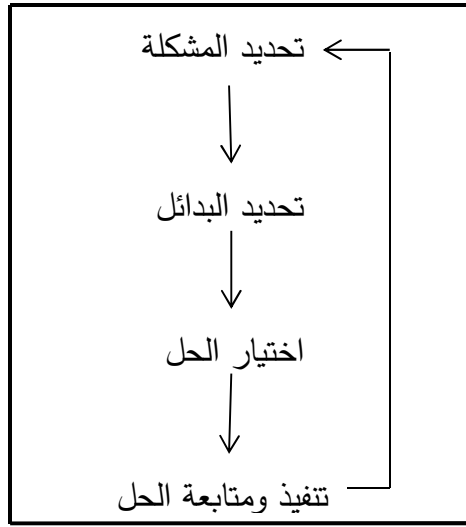 تحديد المشكلة
تحديد البدائل
اختيار الحل
تنفيذ ومتابعة الحل